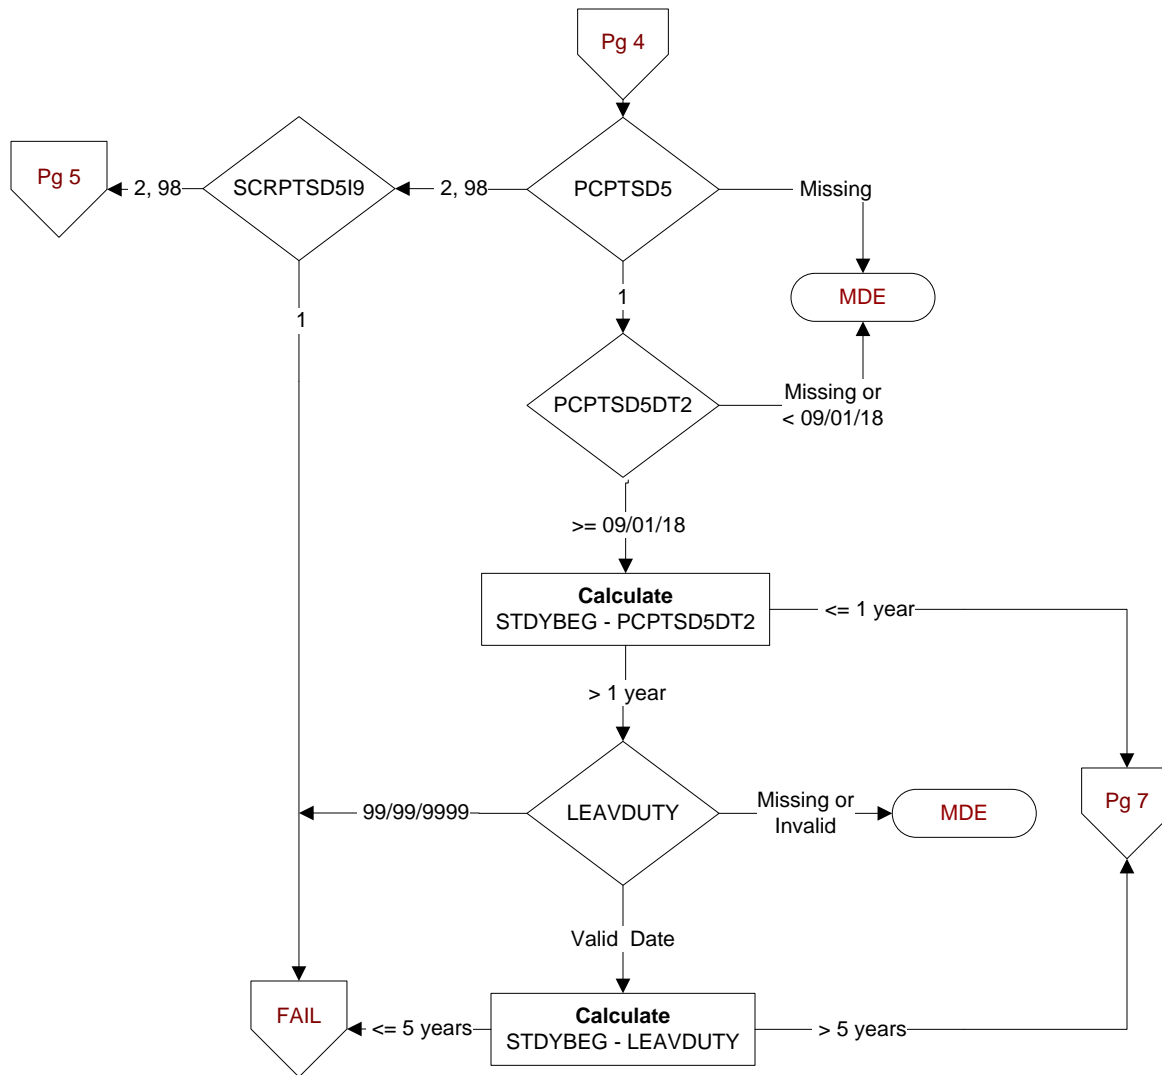 Pg 4
Pg 5
2, 98
SCRPTSD5I9
2, 98
PCPTSD5
Missing
MDE
1
1
PCPTSD5DT2
Missing or
< 09/01/18
>= 09/01/18
Calculate
STDYBEG - PCPTSD5DT2
<= 1 year
> 1 year
99/99/9999
LEAVDUTY
Missing or
Invalid
MDE
Pg 7
Valid Date
FAIL
<= 5 years
Calculate
STDYBEG - LEAVDUTY
> 5 years